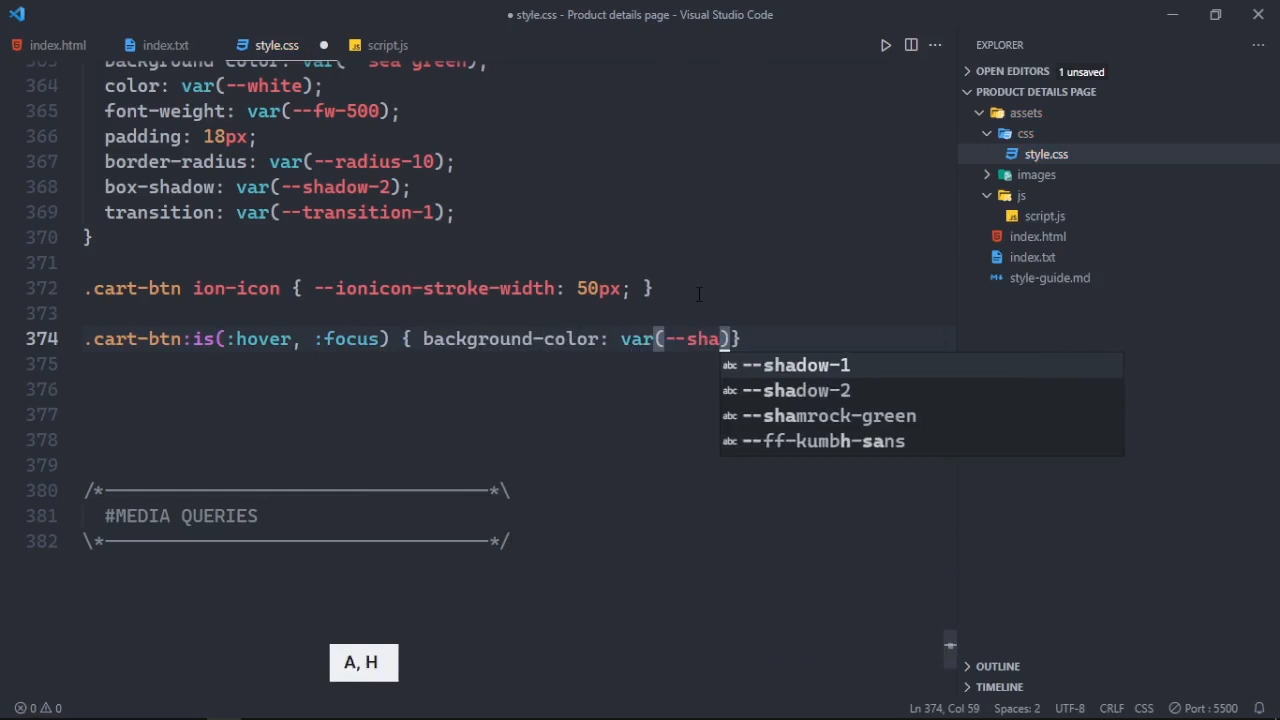 ● style.css - Product details page - Visual Studio Code
index.html index.txt style.css script.js
EXPLORER
OPEN EDITORS 1 unsaved
PRODUCT DETAILS PAGE
assets
css
style.css
images
js
script.js
index.html
index.txt
style-guide.md
OUTLINE
TIMELINE
363 background-color: var(--sea-green);
364 color: var(--white);
365 font-weight: var(--fw-500);
366 padding: 18px;
367 border-radius: var(--radius-10);
368 box-shadow: var(--shadow-2);
369 transition: var(--transition-1);
370 }
371
372 .cart-btn ion-icon { --ionicon-stroke-width: 50px; }
373
374 .cart-btn:is(:hover, :focus) { background-color: var(--sha)}
375
abc --shadow-1
376
abc --shadow-2
377
abc --shamrock-green
378
abc --ff-kumbh-sans
379
380 /*-----------------------------------*\
381 #MEDIA QUERIES
382 \*-----------------------------------*/
A, H
0 0 Ln 374, Col 59 Spaces: 2 UTF-8 CRLF CSS Port : 5500